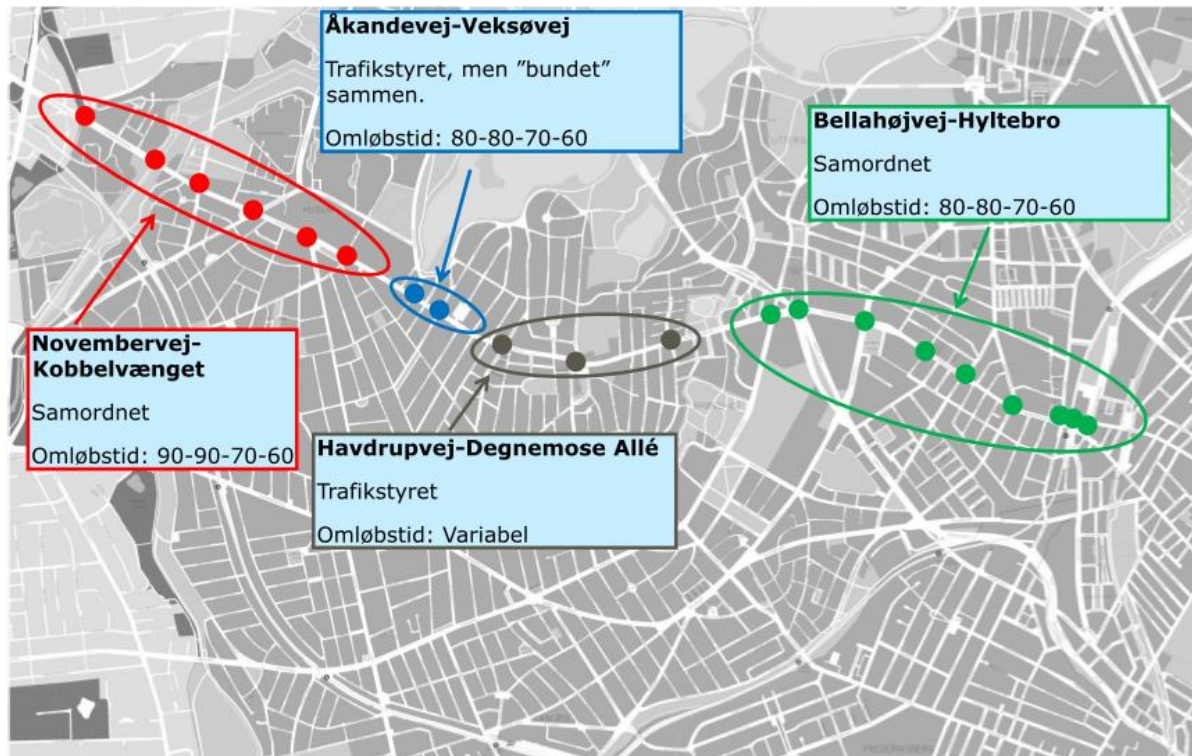 Åkandevej-Veksøvej
Trafikstyret, men ”bundet”
sammen.
Omløbstid: 80-80-70-60
Bellahøjvej-Hyltebro
Samordnet
Omløbstid: 80-80-70-60
Novembervej-
Kobbelvænget
Samordnet
Omløbstid: 90-90-70-60
Havdrupvej-Degnemose Allé
Trafikstyret
Omløbstid: Variabel
FREDERIKSBERG